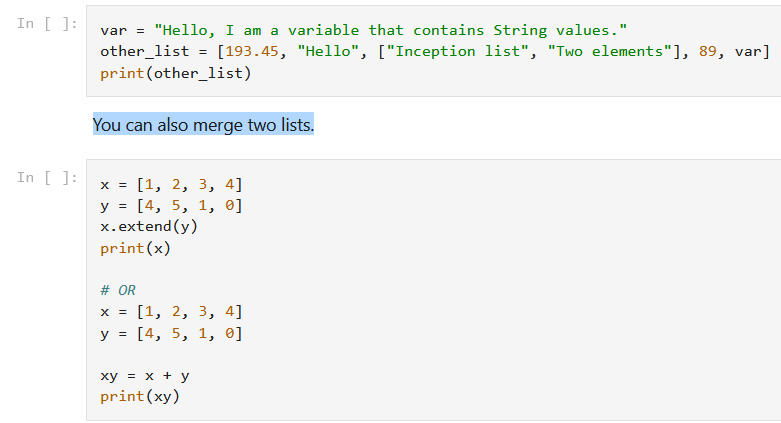 In [ ]:
var = "Hello, I am a variable that contains String values."
other_list = [193.45, "Hello", ["Inception list", "Two elements"], 89, var]
print(other_list)
You can also merge two lists.
In [ ]:
x = [1, 2, 3, 4]
y = [4, 5, 1, 0]
x.extend(y)
print(x)
# OR
x = [1, 2, 3, 4]
y = [4, 5, 1, 0]
xy = x + y
print(xy)